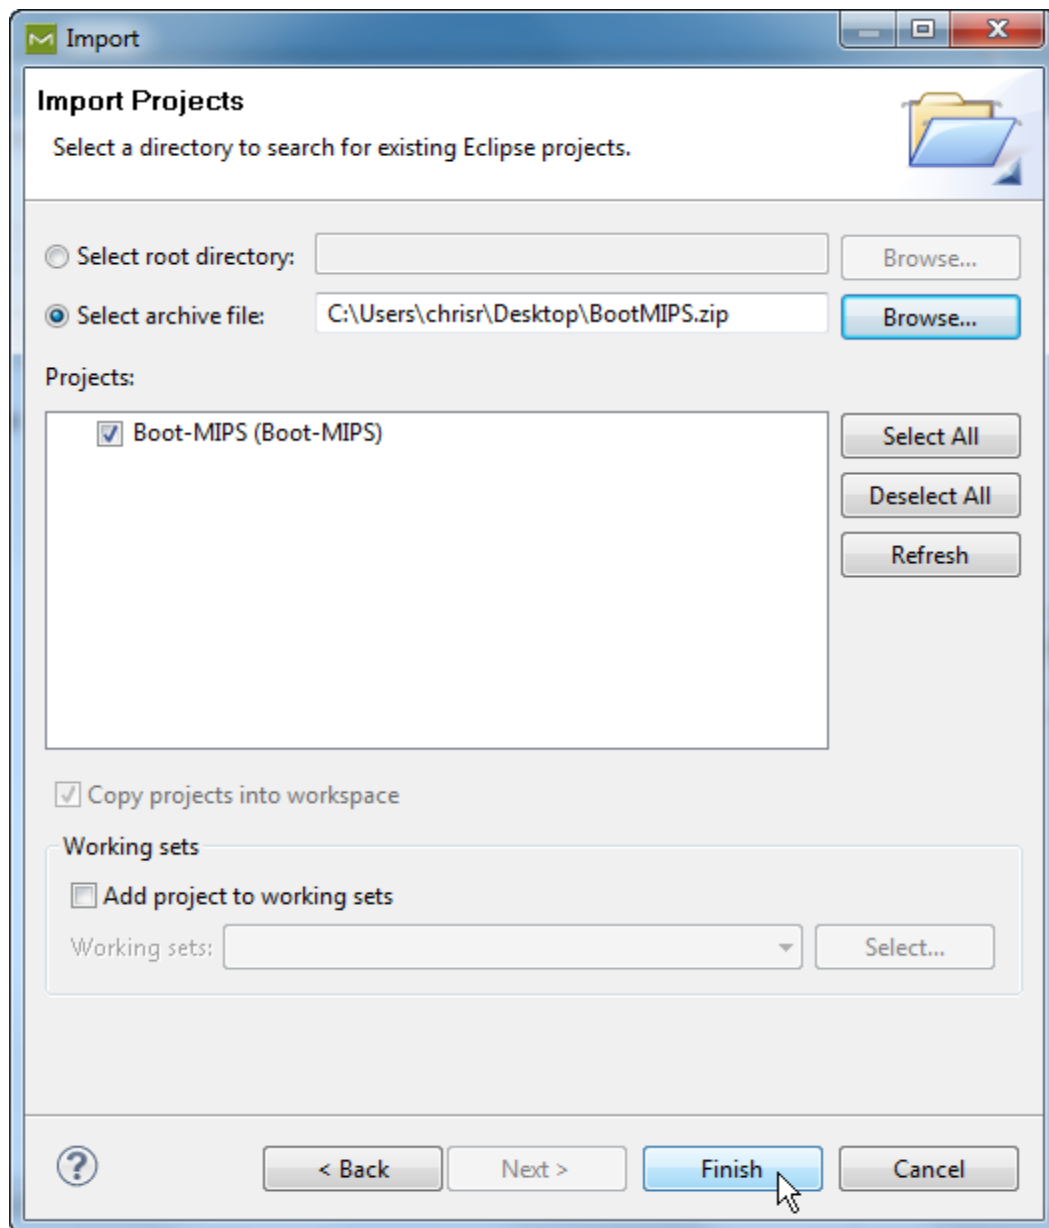 Import
Import Projects
Select a directory to search for existing Eclipse projects.
Select root directory: Browse...
Select archive file: C:\Users\chrisr\Desktop\BootMIPS.zip Browse...
Projects:
Boot-MIPS (Boot-MIPS)
Select All
Deselect All
Refresh
Copy projects into workspace
Working sets
Add project to working sets
Working sets: Select...
? < Back Next > Finish Cancel